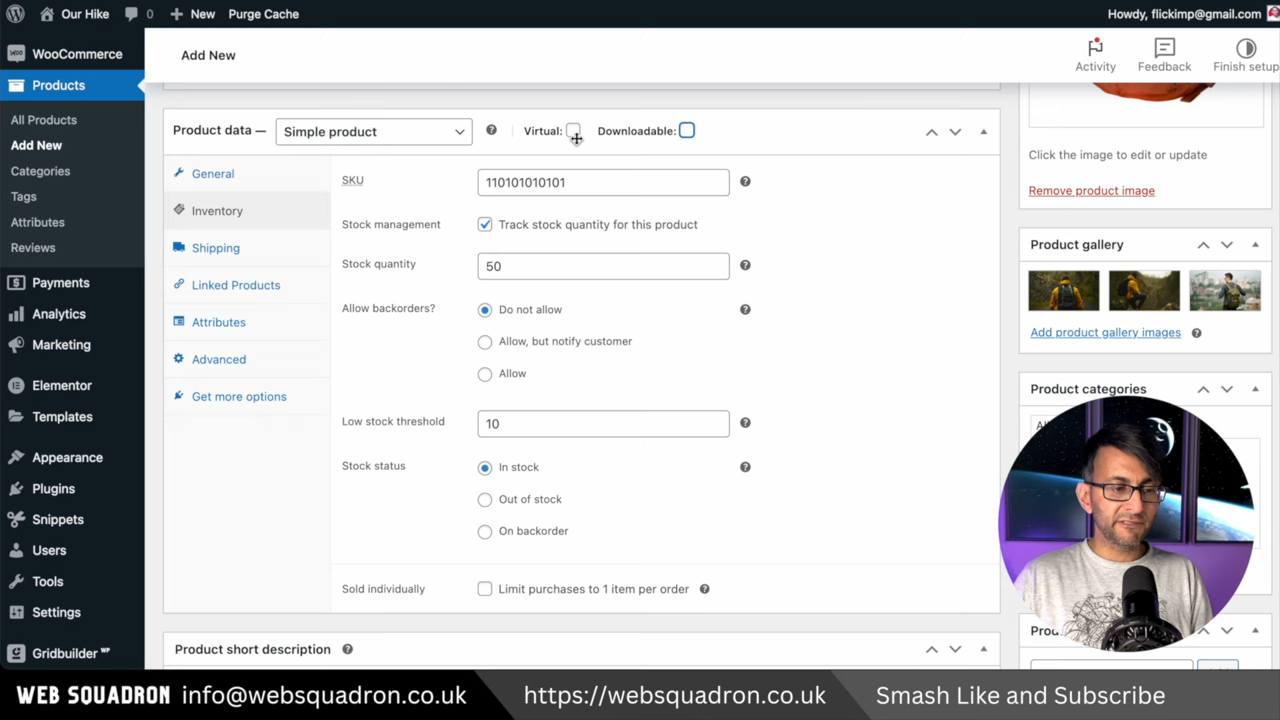 Our Hike
0
New
Purge Cache
Howdy, flickimp@gmail.com
WooCommerce
Products
All Products
Add New
Categories
Tags
Attributes
Reviews
Payments
Analytics
Marketing
Elementor
Templates
Appearance
Plugins
Snippets
Users
Tools
Settings
Gridbuilder WP
Add New
Activity
Feedback
Finish setup
Product data —
Simple product
Virtual:
Downloadable:
General
Inventory
Shipping
Linked Products
Attributes
Advanced
Get more options
SKU
110101010101
Stock management
Track stock quantity for this product
Stock quantity
50
Allow backorders?
Do not allow
Allow, but notify customer
Allow
Low stock threshold
10
Stock status
In stock
Out of stock
On backorder
Sold individually
Limit purchases to 1 item per order
Product short description
Click the image to edit or update
Remove product image
Product gallery
Add product gallery images
Product categories
WEB SQUADRON
info@websquadron.co.uk
https://websquadron.co.uk
Smash Like and Subscribe